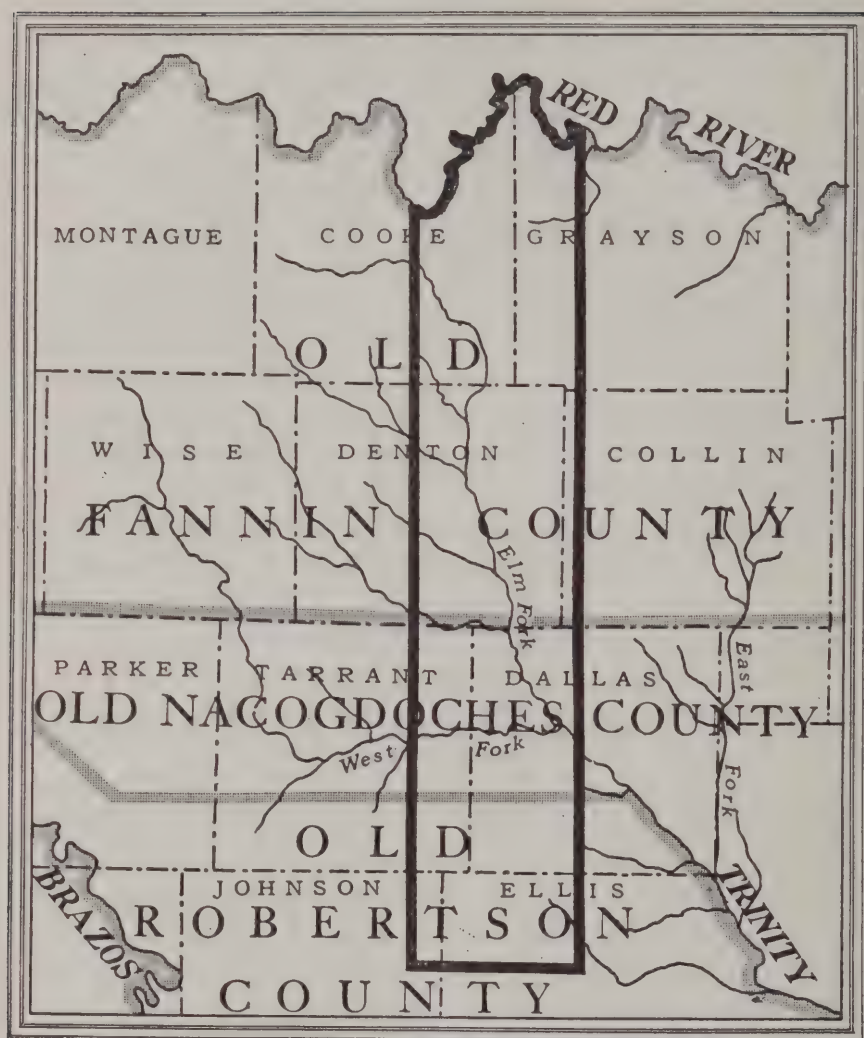 RED
RIVER
MONTAGUE
COOKE
GRAYSON
OLD
WISE
DENTON
COLLIN
FANNIN COUNTY
Elm Fork
PARKER
TARRANT
DALLAS
East
OLD NACOGDOCHES COUNTY
West
Fork
Fork
OLD
BRAZOS
JOHNSON
ELLIS
TRINITY
ROBERTSON
COUNTY